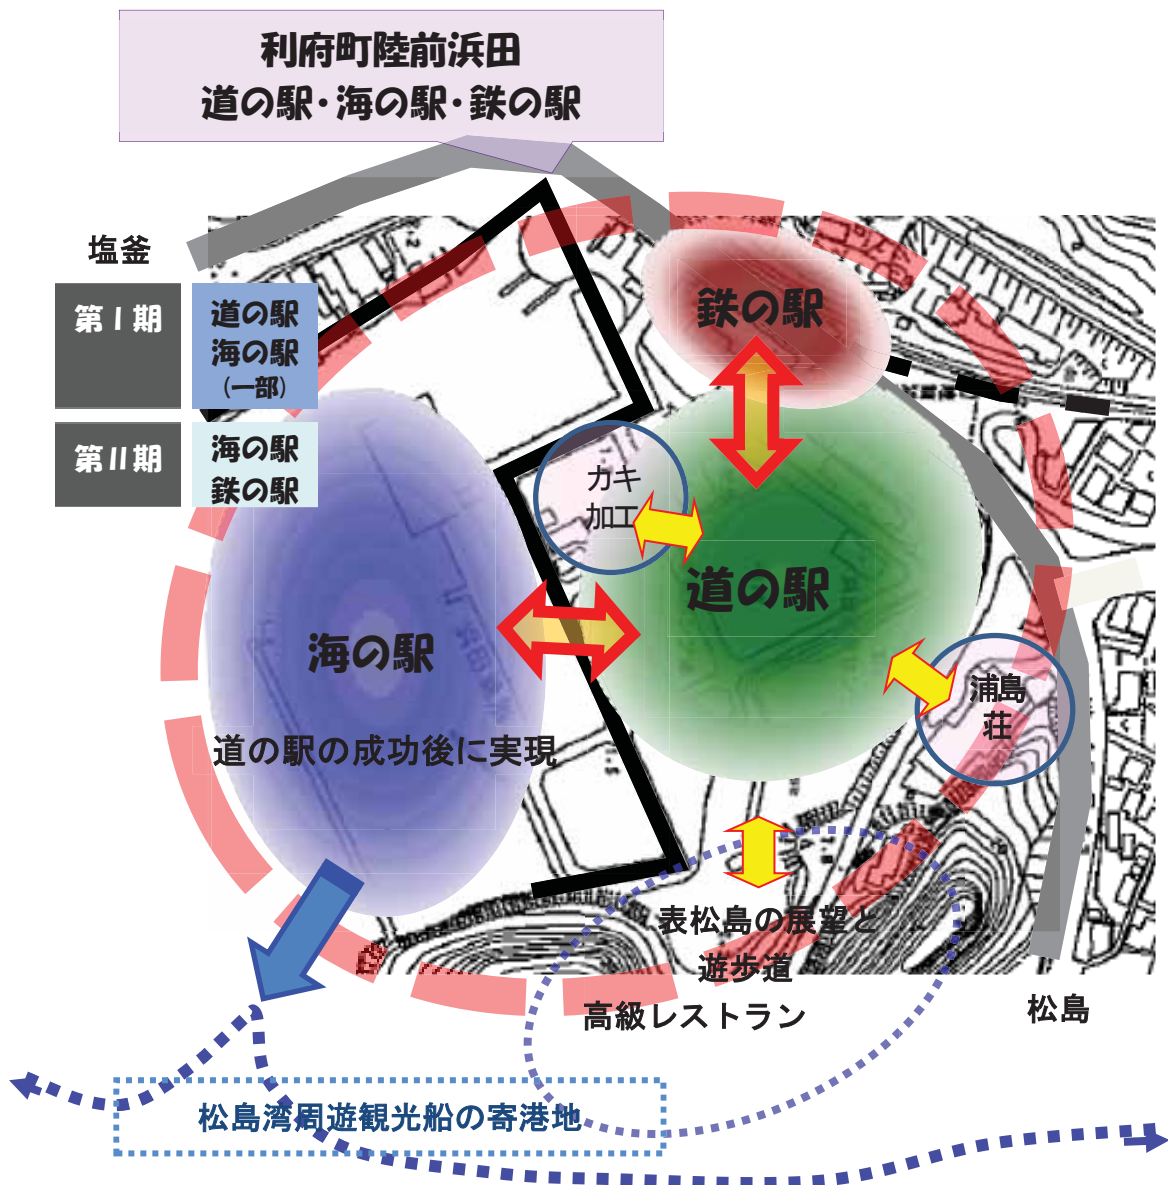 利府町陸前浜田
道の駅・海の駅・鉄の駅
塩釜
第Ⅰ期
道の駅
海の駅
(一部)
第Ⅱ期
海の駅
鉄の駅
鉄の駅
カキ
加工
道の駅
海の駅
道の駅の成功後に実現
浦島
荘
表松島の展望と
遊歩道
高級レストラン
松島
松島湾周遊観光船の寄港地